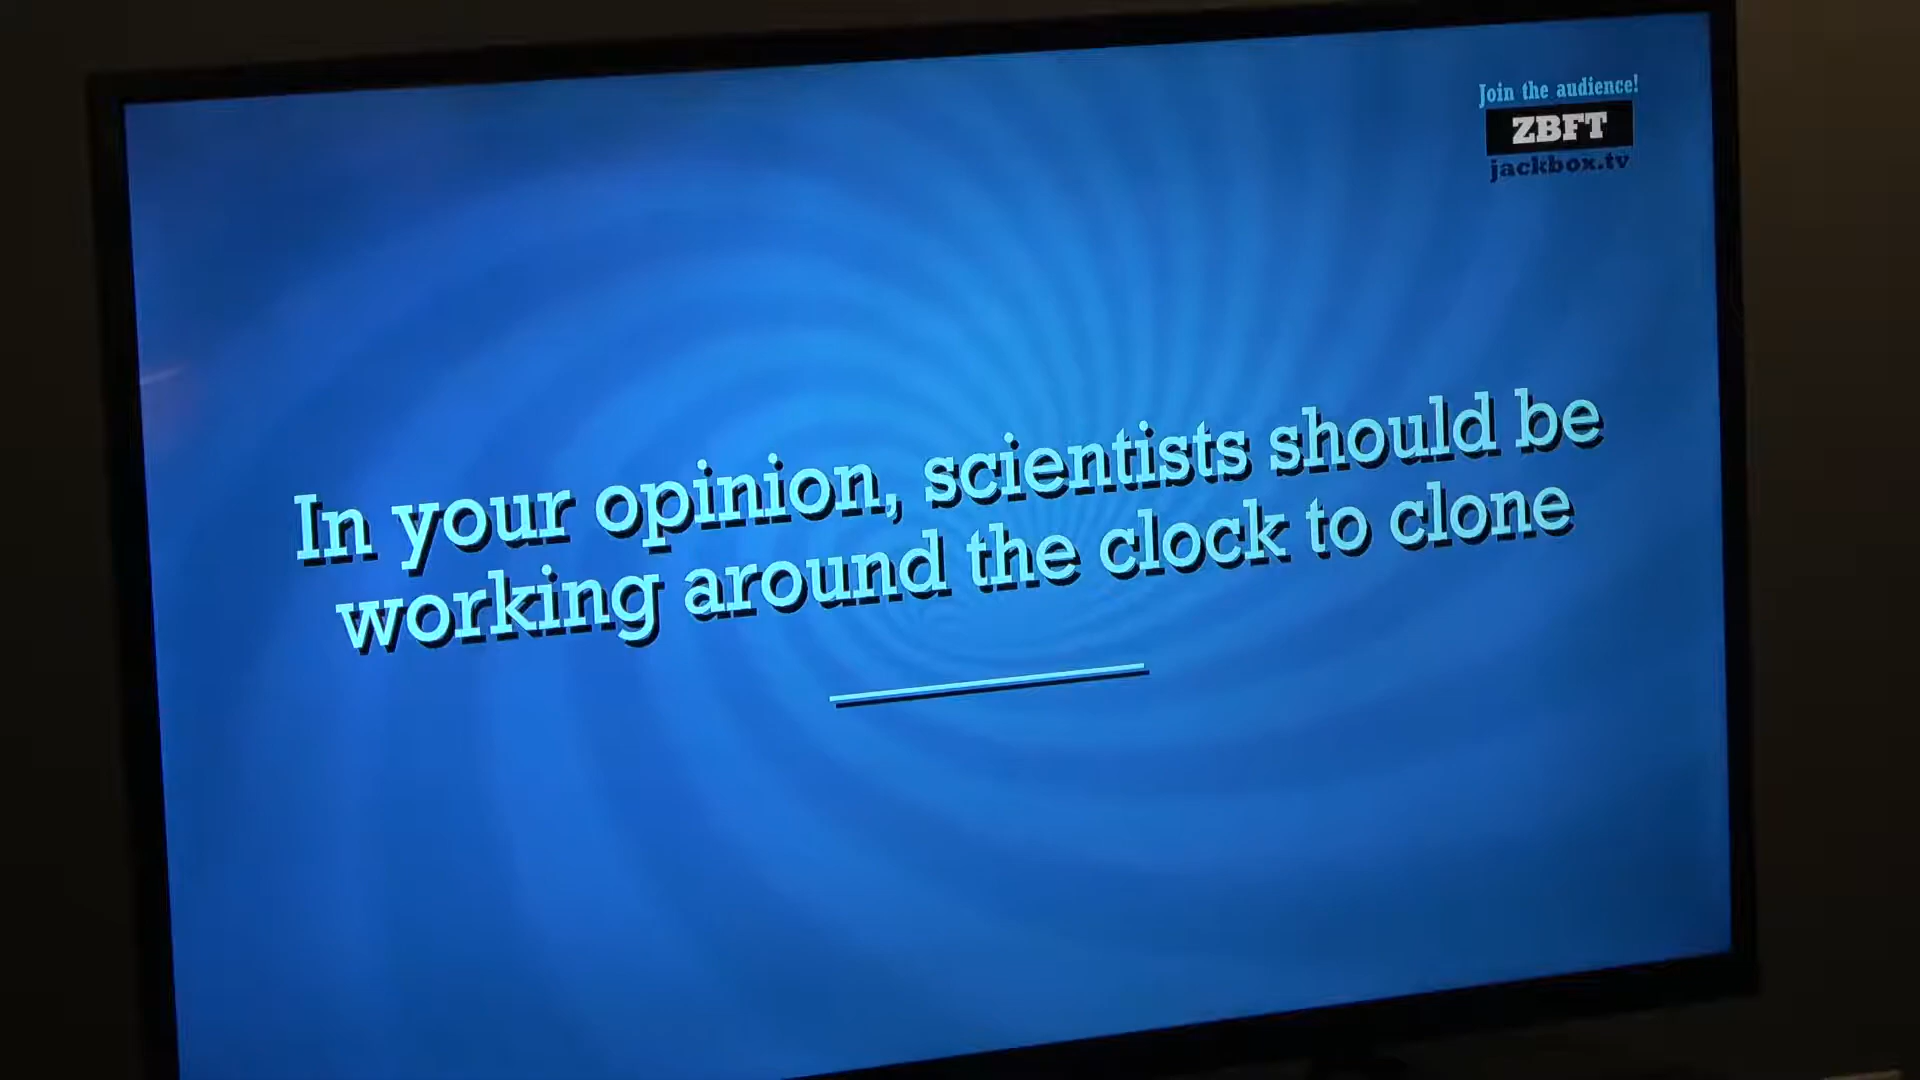 Join the audience!
ZBFT
jackbox.tv
In your opinion, scientists should be
working around the clock to clone